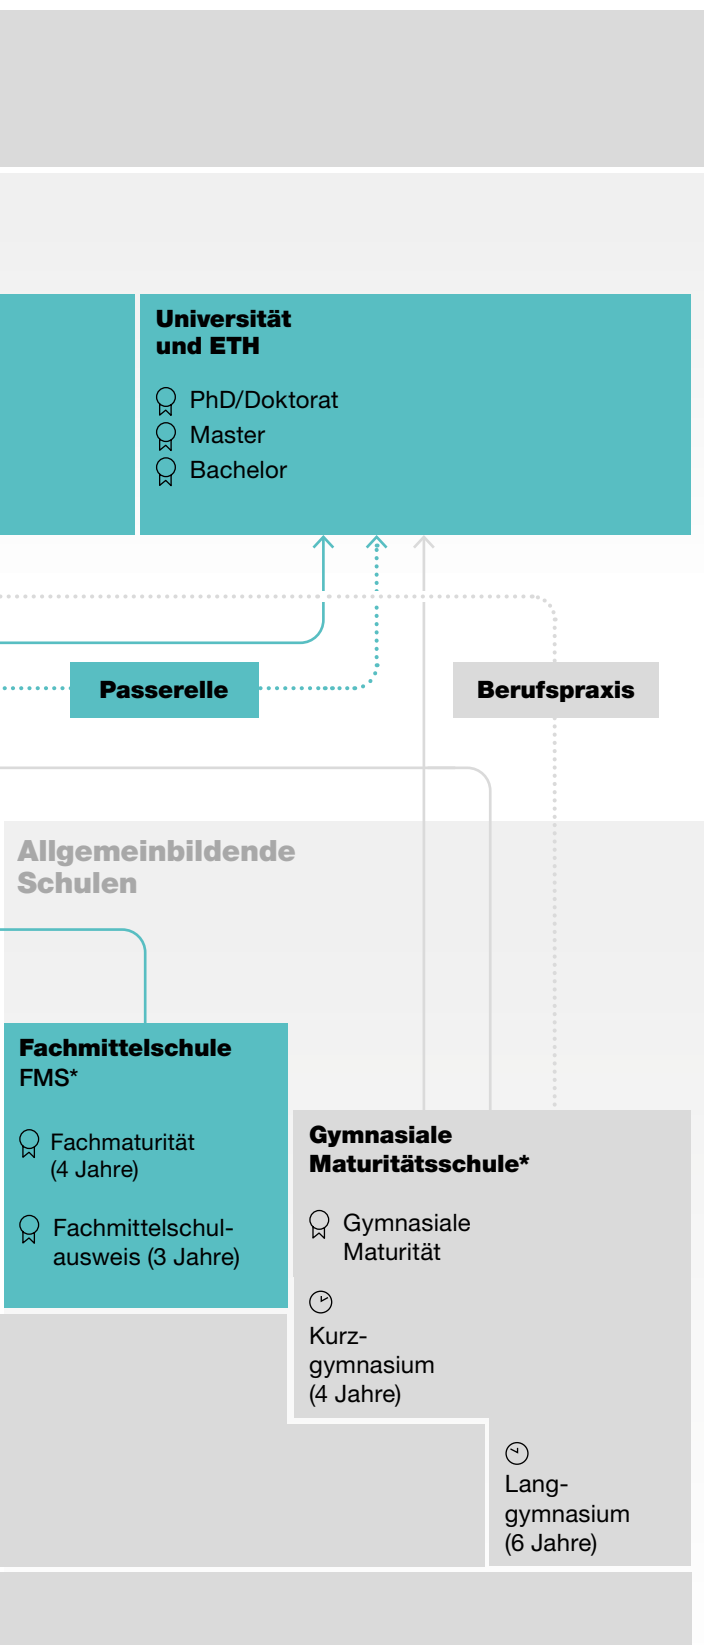 Universität
und ETH
PhD/Doktorat
Master
Bachelor
Passerelle
Berufspraxis
Allgemeinbildende
Schulen
Fachmittelschule
FMS*
Fachmaturität
(4 Jahre)
Fachmittelschul-
ausweis (3 Jahre)
Gymnasiale
Maturitätsschule*
Gymnasiale
Maturität
Kurz-
gymnasium
(4 Jahre)
Lang-
gymnasium
(6 Jahre)